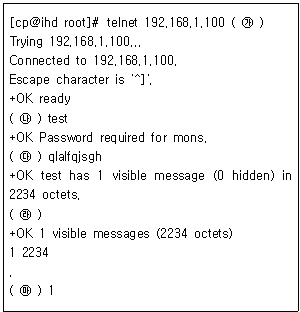 [cp@ihd root]# telnet 192.168.1.100 ( ㉮ )
Trying 192.168.1.100...
Connected to 192.168.1.100.
Escape character is '^]'.
+OK ready
( ㉯ ) test
+OK Password required for mons.
( ㉰ ) qlalfqjsgh
+OK test has 1 visible message (0 hidden) in
2234 octets.
( ㉱ )
+OK 1 visible messages (2234 octets)
1 2234
.
( ㉲ ) 1